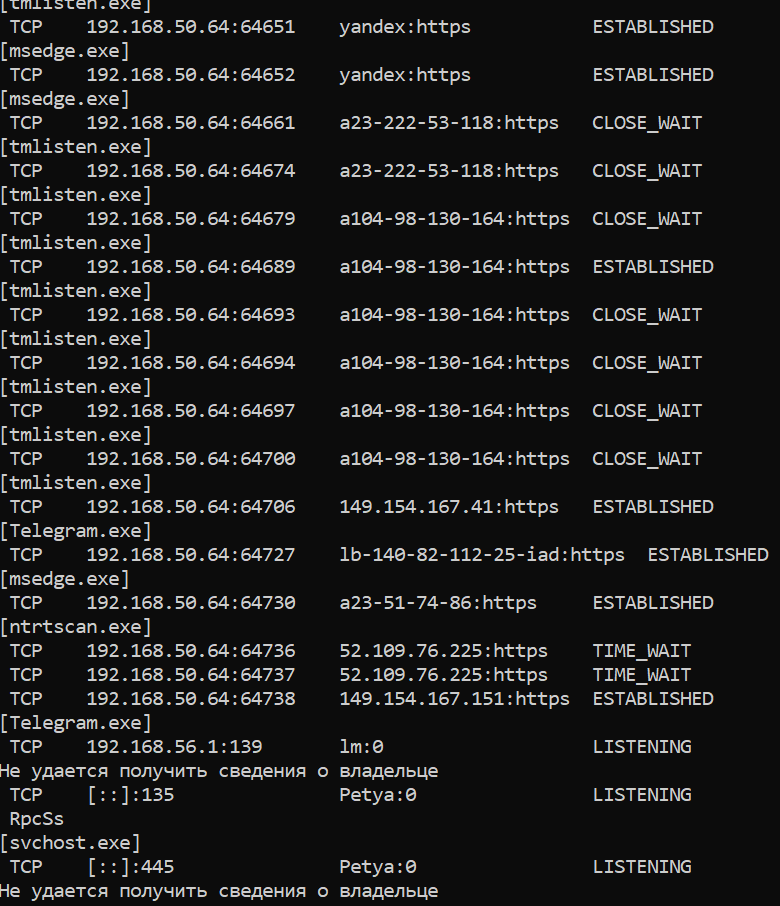 [tmlisten.exe]
TCP 192.168.50.64:64651 yandex:https ESTABLISHED
[msedge.exe]
TCP 192.168.50.64:64652 yandex:https ESTABLISHED
[msedge.exe]
TCP 192.168.50.64:64661 a23-222-53-118:https CLOSE_WAIT
[tmlisten.exe]
TCP 192.168.50.64:64674 a23-222-53-118:https CLOSE_WAIT
[tmlisten.exe]
TCP 192.168.50.64:64679 a104-98-130-164:https CLOSE_WAIT
[tmlisten.exe]
TCP 192.168.50.64:64689 a104-98-130-164:https ESTABLISHED
[tmlisten.exe]
TCP 192.168.50.64:64693 a104-98-130-164:https CLOSE_WAIT
[tmlisten.exe]
TCP 192.168.50.64:64694 a104-98-130-164:https CLOSE_WAIT
[tmlisten.exe]
TCP 192.168.50.64:64697 a104-98-130-164:https CLOSE_WAIT
[tmlisten.exe]
TCP 192.168.50.64:64700 a104-98-130-164:https CLOSE_WAIT
[tmlisten.exe]
TCP 192.168.50.64:64706 149.154.167.41:https ESTABLISHED
[Telegram.exe]
TCP 192.168.50.64:64727 lb-140-82-112-25-iad:https ESTABLISHED
[msedge.exe]
TCP 192.168.50.64:64730 a23-51-74-86:https ESTABLISHED
[ntrtscan.exe]
TCP 192.168.50.64:64736 52.109.76.225:https TIME_WAIT
TCP 192.168.50.64:64737 52.109.76.225:https TIME_WAIT
TCP 192.168.50.64:64738 149.154.167.151:https ESTABLISHED
[Telegram.exe]
TCP 192.168.56.1:139 lm:0 LISTENING
Не удается получить сведения о владельце
TCP [::]:135 Petya:0 LISTENING
RpcSs
[svchost.exe]
TCP [::]:445 Petya:0 LISTENING
Не удается получить сведения о владельце